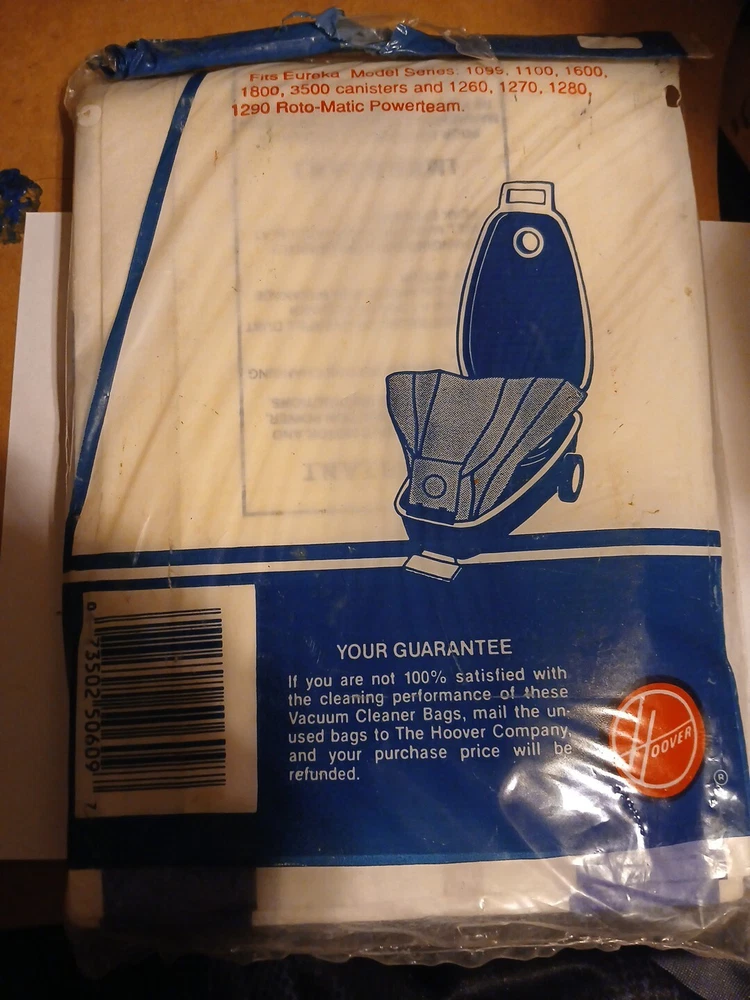 Fits Eureka Model Series: 1099, 1100, 1600,
1800, 3500 canisters and 1260, 1270, 1280,
1290 Roto-Matic Powerteam.
YOUR GUARANTEE
If you are not 100% satisfied with
the cleaning performance of these
Vacuum Cleaner Bags, mail the un-
used bags to The Hoover Company,
and your purchase price will be
refunded.
HOOVER
®
0 73502 50609 7